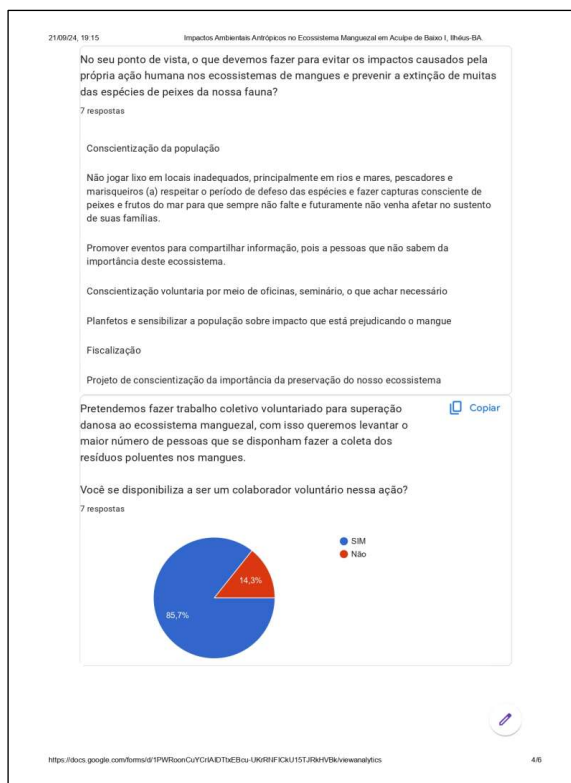 21/09/24, 19:15 Impactos Ambientais Antrópicos no Ecossistema Manguezal em Acuípe de Baixo I, Ilhéus-BA.
No seu ponto de vista, o que devemos fazer para evitar os impactos causados pela
própria ação humana nos ecossistemas de mangues e prevenir a extinção de muitas
das espécies de peixes da nossa fauna?
7 respostas
Conscientização da população
Não jogar lixo em locais inadequados, principalmente em rios e mares, pescadores e
marisqueiros (a) respeitar o período de defeso das espécies e fazer capturas consciente de
peixes e frutos do mar para que sempre não falte e futuramente não venha afetar no sustento
de suas famílias.
Promover eventos para compartilhar informação, pois a pessoas que não sabem da
importância deste ecossistema.
Conscientização voluntaria por meio de oficinas, seminário, o que achar necessário
Planfetos e sensibilizar a população sobre impacto que está prejudicando o mangue
Fiscalização
Projeto de conscientização da importância da preservação do nosso ecossistema
Pretendemos fazer trabalho coletivo voluntariado para superação
danosa ao ecossistema manguezal, com isso queremos levantar o
maior número de pessoas que se disponham fazer a coleta dos
resíduos poluentes nos mangues.
Copiar
Você se disponibiliza a ser um colaborador voluntário nessa ação?
7 respostas
SIM
Não
14,3%
85,7%
4/6